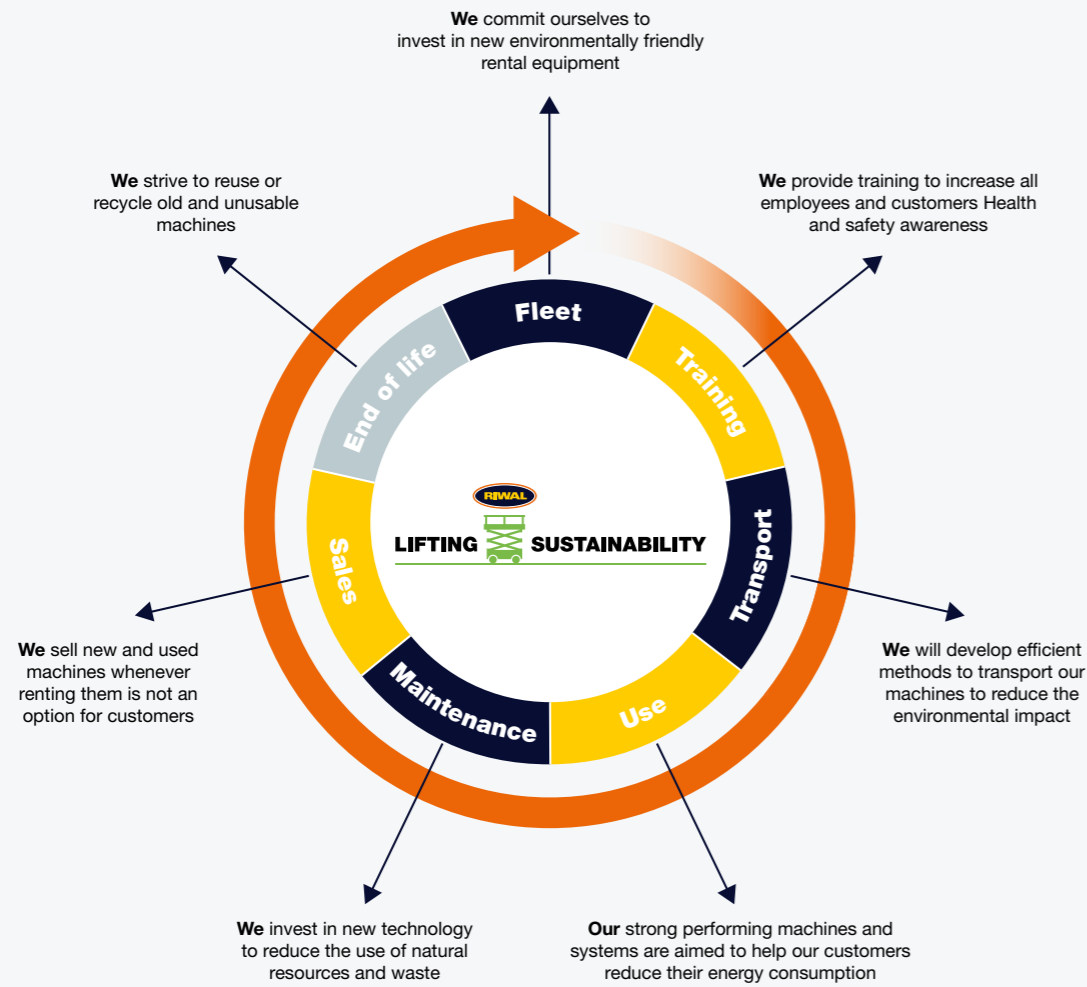 We commit ourselves to
invest in new environmentally friendly
rental equipment
We strive to reuse or
recycle old and unusable
machines
We provide training to increase all
employees and customers Health
and safety awareness
Fleet
Training
Transport
Use
Maintenance
Sales
End of life
RIWAL
LIFTING SUSTAINABILITY
We sell new and used
machines whenever
renting them is not an
option for customers
We will develop efficient
methods to transport our
machines to reduce the
environmental impact
We invest in new technology
to reduce the use of natural
resources and waste
Our strong performing machines and
systems are aimed to help our customers
reduce their energy consumption